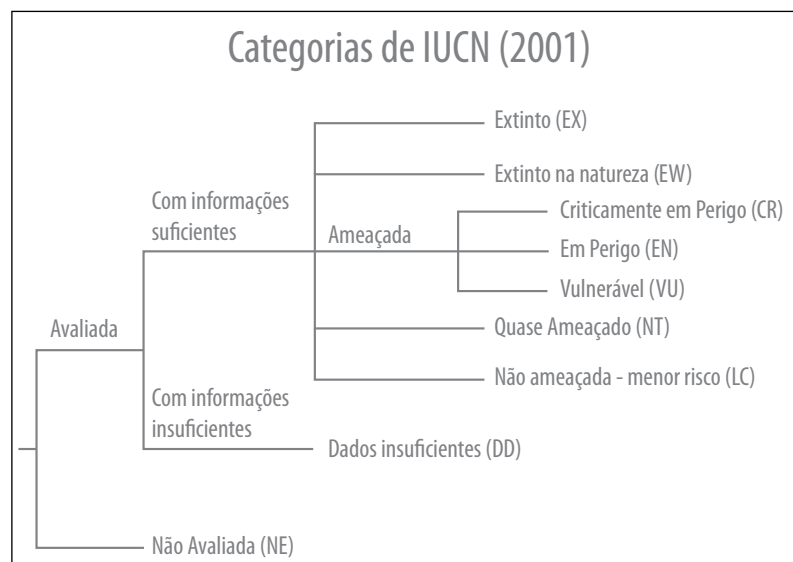 Categorias de IUCN (2001)
Extinto (EX)
Extinto na natureza (EW)
Com informações
suficientes
Ameaçada
Criticamente em Perigo (CR)
Em Perigo (EN)
Vulnerável (VU)
Avaliada
Quase Ameaçado (NT)
Não ameaçada - menor risco (LC)
Com informações
insuficientes
Dados insuficientes (DD)
Não Avaliada (NE)